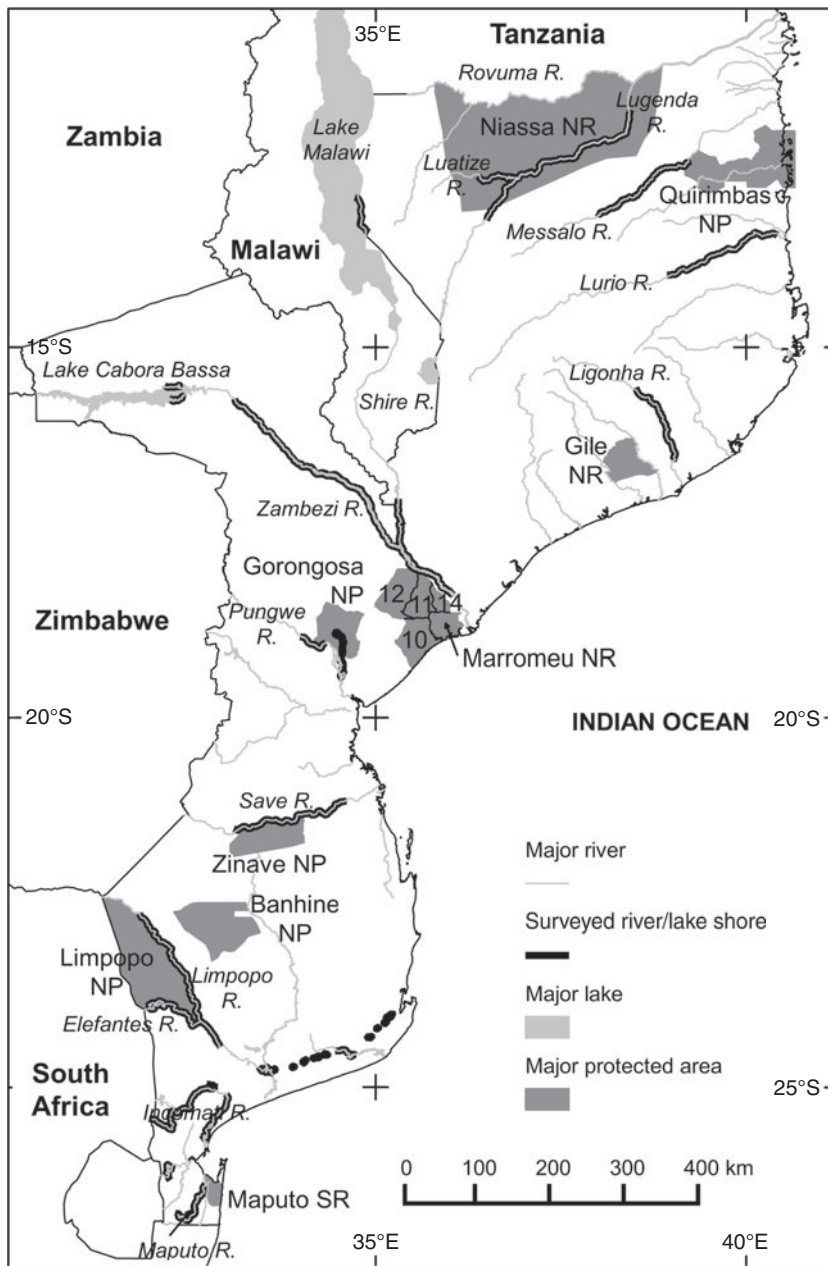 35°E
Tanzania
Rovuma R.
Lugenda
R.
Niassa NR
Zambia
Lake
Malawi
Luatize
R.
Quirimbas
NP
Messalo R.
Malawi
Lurio R.
15°S
Lake Cabora Bassa
Ligonha R.
Shire R.
Gile
NR
Zambezi R.
Gorongosa
NP
12
11
14
Pungwe
R.
Zimbabwe
10
Marromeu NR
20°S
INDIAN OCEAN
20°S
Save R.
Major river
Zinave NP
Surveyed river/lake shore
Banhine
NP
Limpopo
NP
Limpopo
R.
Major lake
Elefantes R.
Major protected area
South
Africa
25°S
Incomati R.
0 100 200 300 400 km
Maputo SR
Maputo R.
35°E
40°E